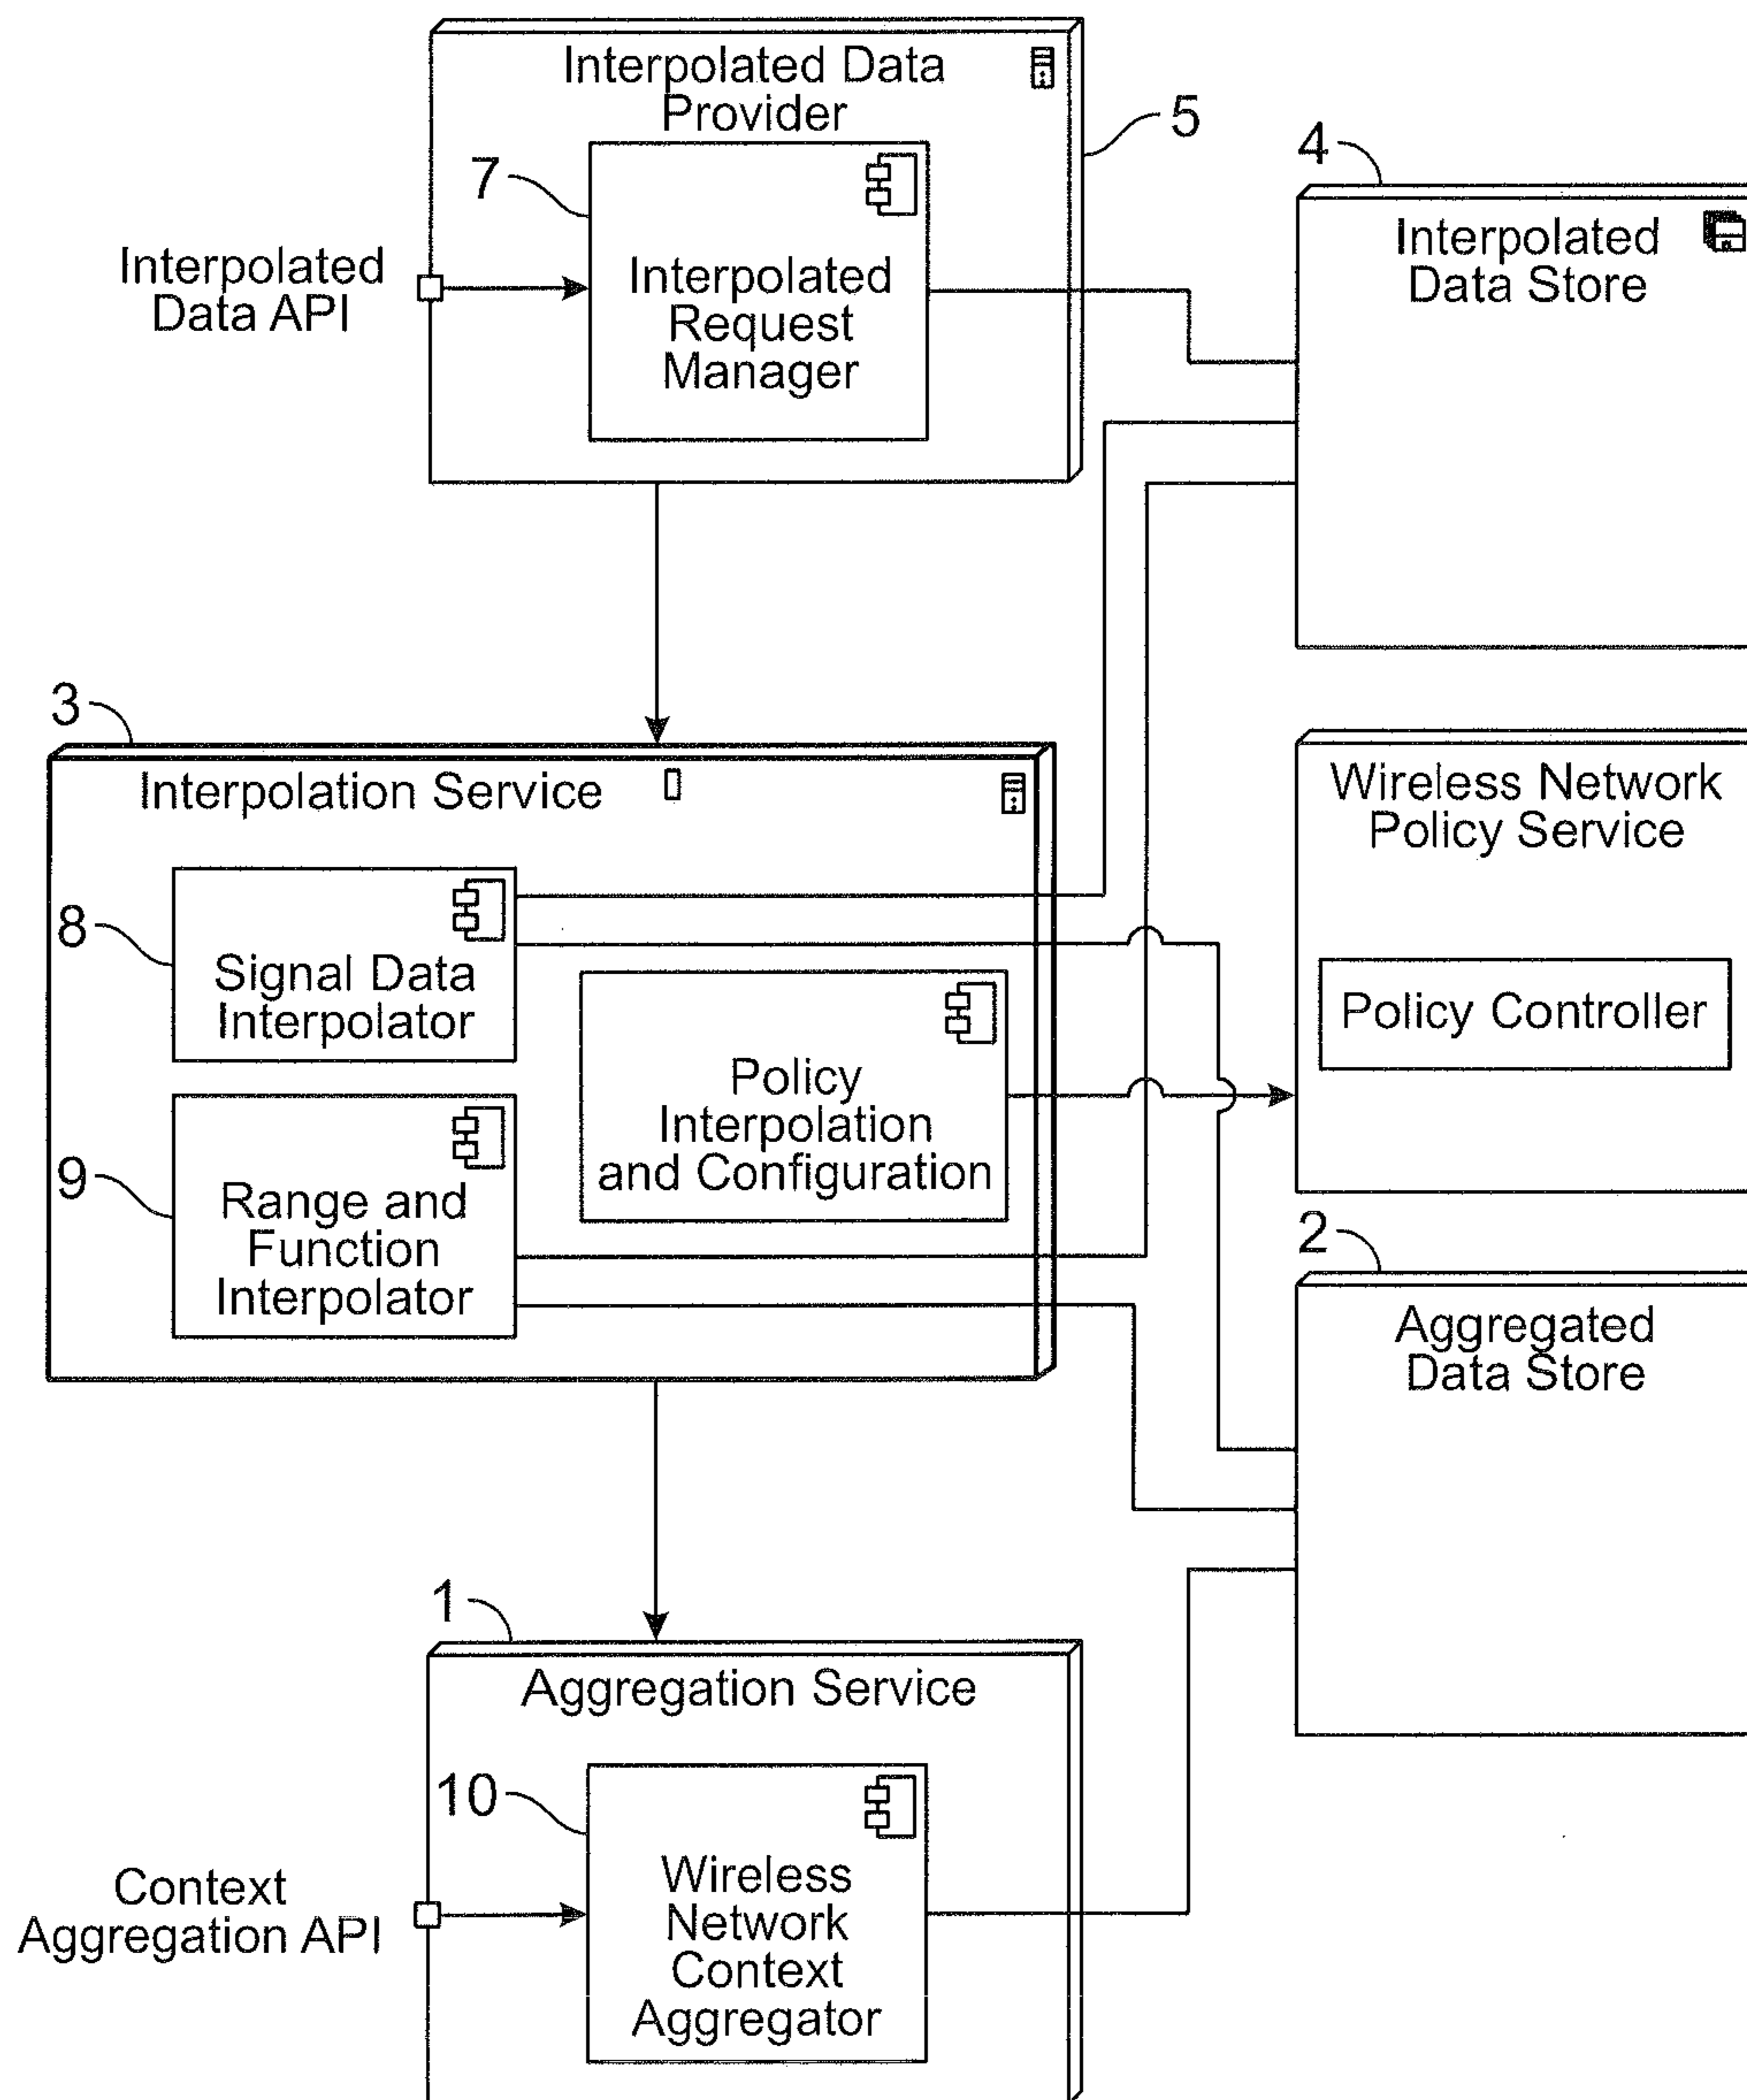 Interpolated Data
Provider
5
7
4
Interpolated
Data API
Interpolated
Request
Manager
Interpolated
Data Store
3
Interpolation Service
Wireless Network
Policy Service
8
Signal Data
Interpolator
Policy Controller
Policy
Interpolation
and Configuration
9
Range and
Function
Interpolator
2
Aggregated
Data Store
1
Aggregation Service
10
Context
Aggregation API
Wireless
Network
Context
Aggregator